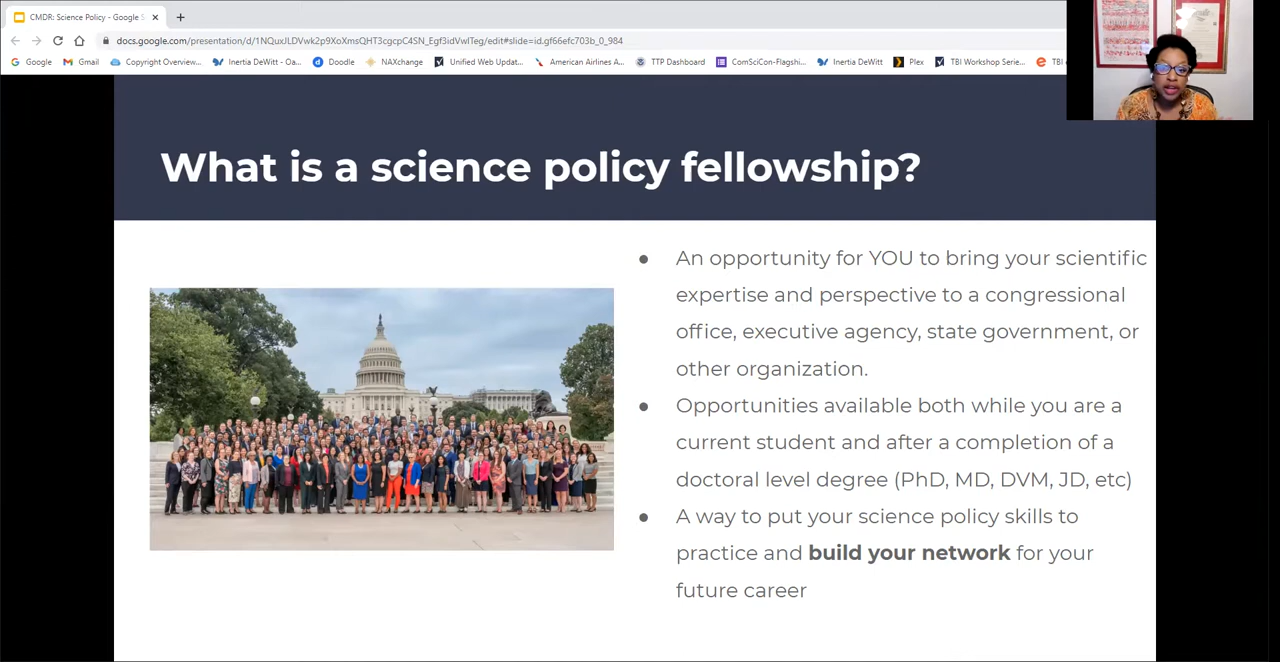 CMDR: Science Policy - Google S
docs.google.com/presentation/d/1NQuxJLDVwk2p9XoXmsQHT3cgcpCAEN_EpBidVwlTeg/edit#slide=id.gf66efc703b_0_984
Google Gmail Copyright Overview... Inertia DeWitt - Oa... Doodle NAXchange Unified Web Updat... American Airlines A... TTP Dashboard ComSciCon-Flagshi... Inertia DeWitt Plex TBI Workshop Serie... TBI
What is a science policy fellowship?
● An opportunity for YOU to bring your scientific
expertise and perspective to a congressional
office, executive agency, state government, or
other organization.
● Opportunities available both while you are a
current student and after a completion of a
doctoral level degree (PhD, MD, DVM, JD, etc)
● A way to put your science policy skills to
practice and build your network for your
future career